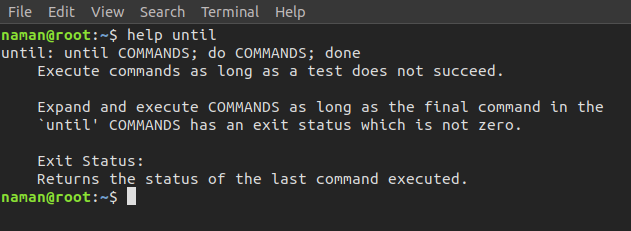 File Edit View Search Terminal Help
naman@root:~$ help until
until: until COMMANDS; do COMMANDS; done
    Execute commands as long as a test does not succeed.

    Expand and execute COMMANDS as long as the final command in the
    `until' COMMANDS has an exit status which is not zero.

    Exit Status:
    Returns the status of the last command executed.
naman@root:~$